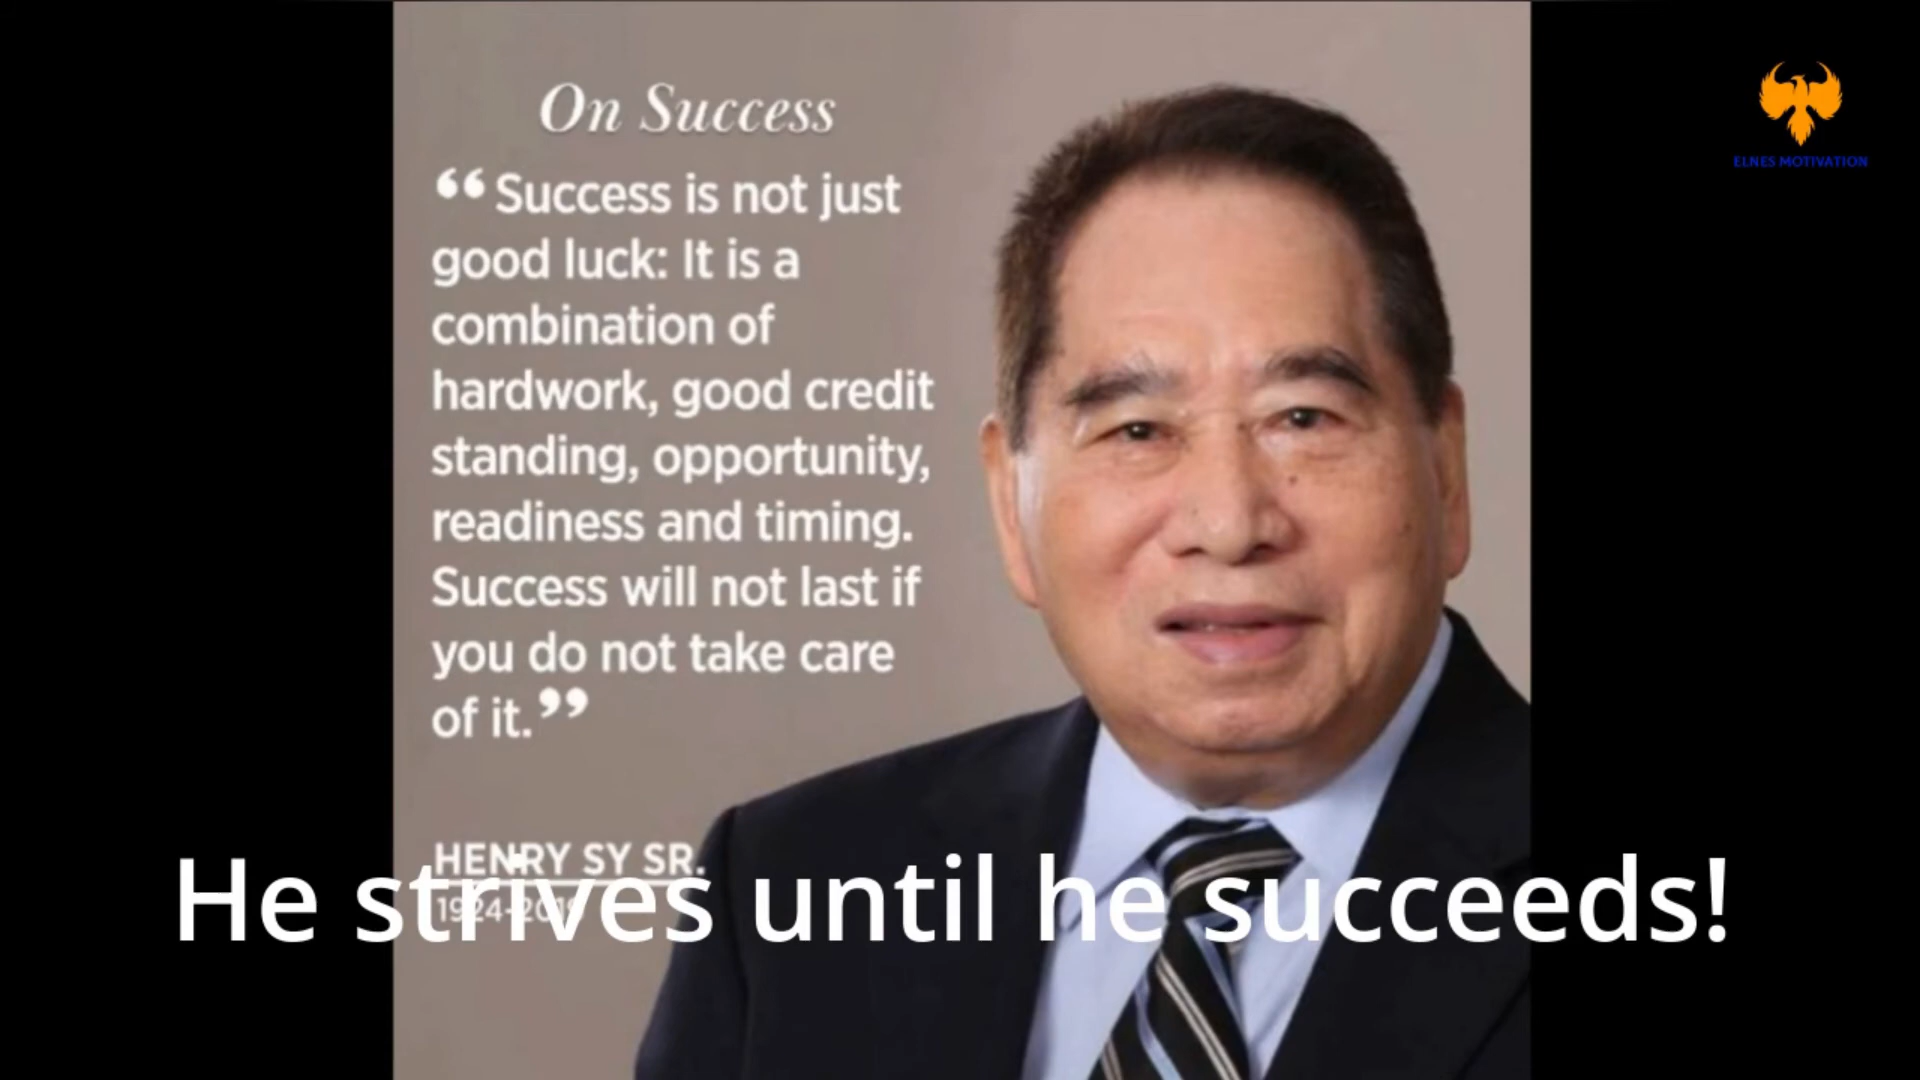 On Success
“Success is not just
good luck: It is a
combination of
hardwork, good credit
standing, opportunity,
readiness and timing.
Success will not last if
you do not take care
of it.”
HENRY SY SR.
1924-2019
He strives until he succeeds!
ELNES MOTIVATION